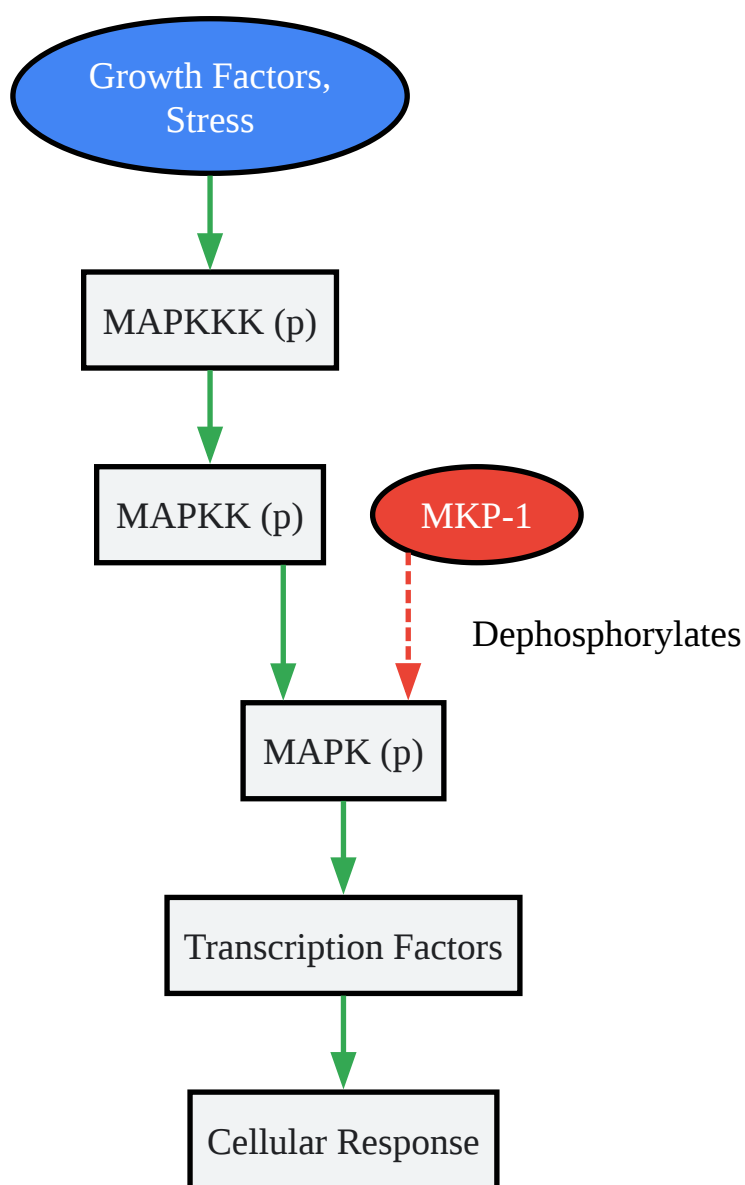 Growth Factors,
Stress
MAPKKK (p)
MAPKK (p)
MKP-1
Dephosphorylates
MAPK (p)
Transcription Factors
Cellular Response